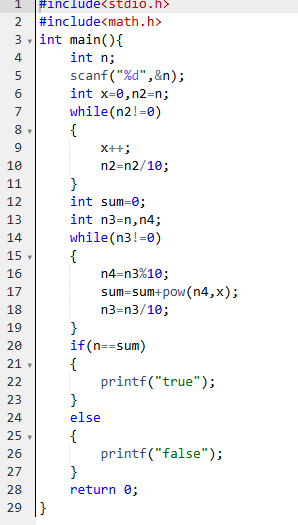 1 #include<stdio.h>
2 #include<math.h>
3 int main(){
4     int n;
5     scanf("%d",&n);
6     int x=0,n2=n;
7     while(n2!=0)
8     {
9         x++;
10         n2=n2/10;
11     }
12     int sum=0;
13     int n3=n,n4;
14     while(n3!=0)
15     {
16         n4=n3%10;
17         sum=sum+pow(n4,x);
18         n3=n3/10;
19     }
20     if(n==sum)
21     {
22         printf("true");
23     }
24     else
25     {
26         printf("false");
27     }
28     return 0;
29 }